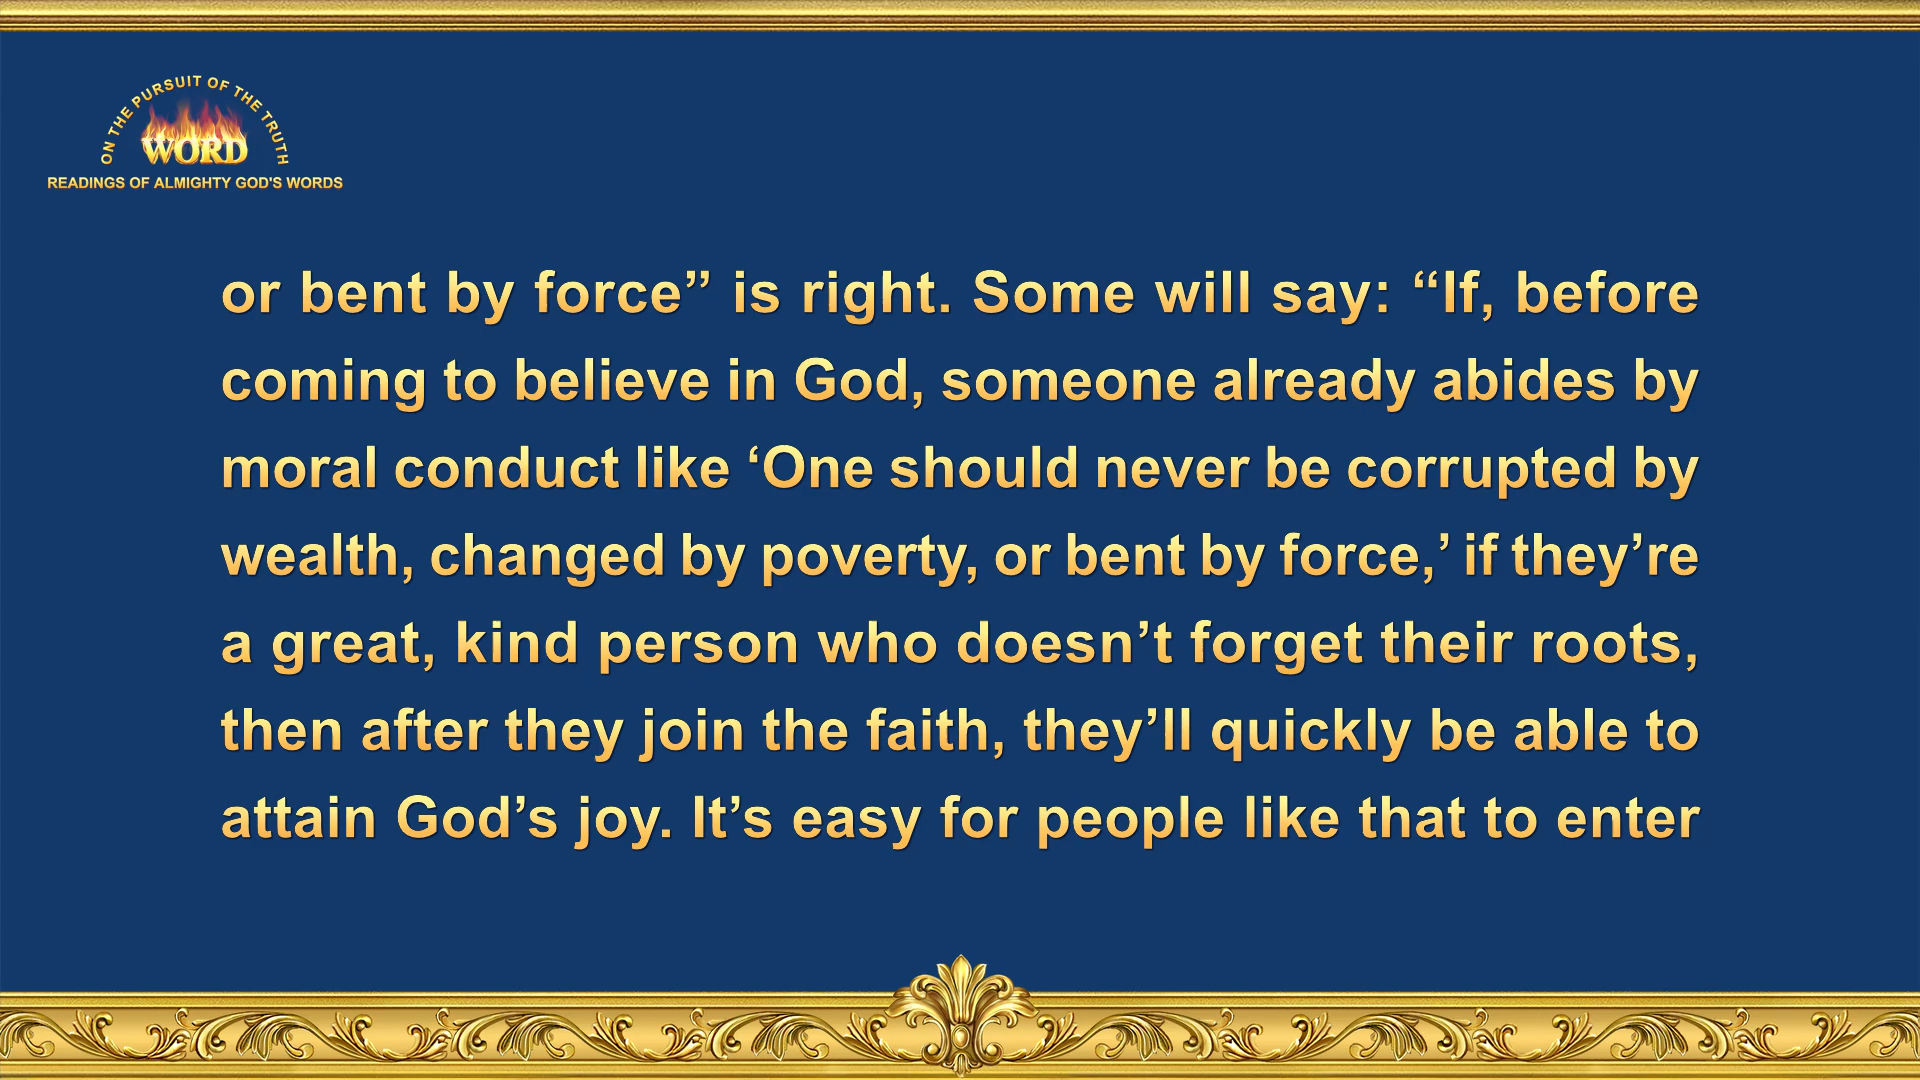 ON THE PURSUIT OF THE TRUTH
WORD
READINGS OF ALMIGHTY GOD'S WORDS
or bent by force” is right. Some will say: “If, before
coming to believe in God, someone already abides by
moral conduct like ‘One should never be corrupted by
wealth, changed by poverty, or bent by force,’ if they’re
a great, kind person who doesn’t forget their roots,
then after they join the faith, they’ll quickly be able to
attain God’s joy. It’s easy for people like that to enter